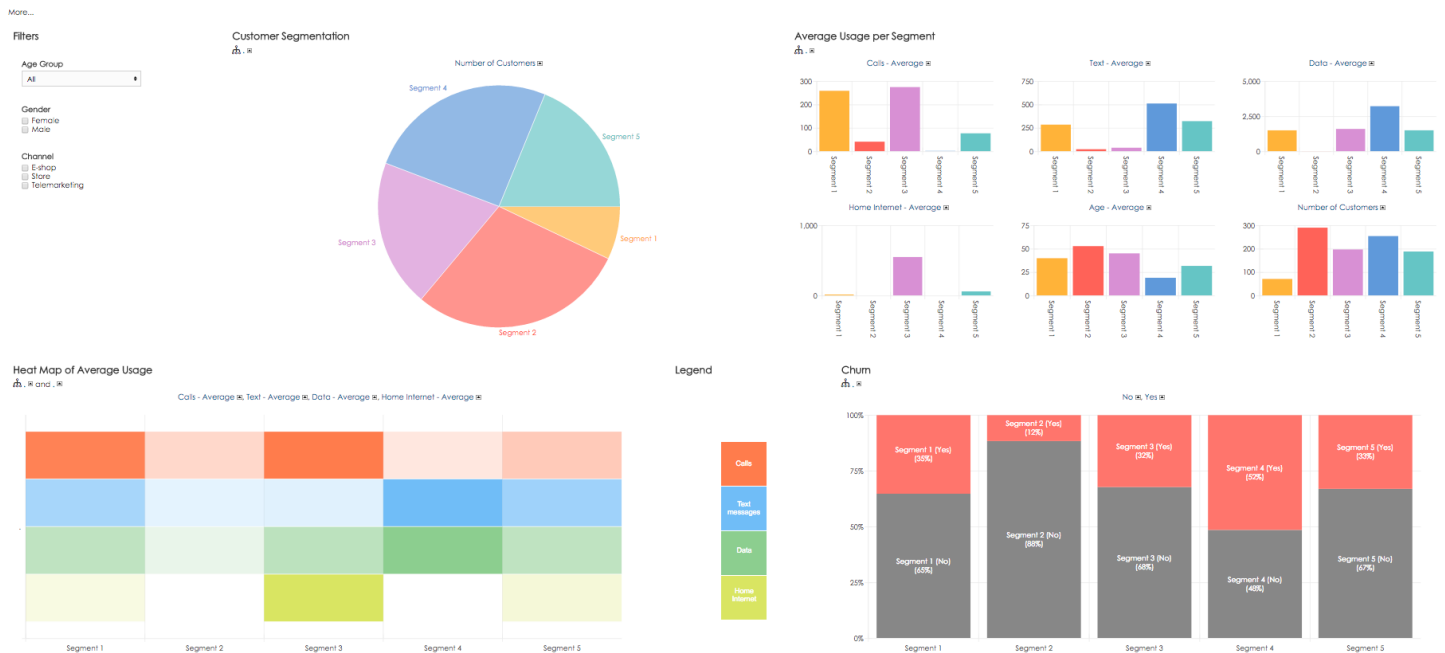 More...
Filters
Age Group
All
Gender
Female
Male
Channel
E-shop
Store
Telemarketing
Customer Segmentation
Number of Customers
Segment 4
Segment 5
Segment 3
Segment 1
Segment 2
Average Usage per Segment
Calls - Average
300
200
100
0
Segment 1
Segment 2
Segment 3
Segment 4
Segment 5
Text - Average
750
500
250
0
Segment 1
Segment 2
Segment 3
Segment 4
Segment 5
Data - Average
5,000
2,500
0
Segment 1
Segment 2
Segment 3
Segment 4
Segment 5
Home Internet - Average
1,000
0
Segment 1
Segment 2
Segment 3
Segment 4
Segment 5
Age - Average
75
50
25
0
Segment 1
Segment 2
Segment 3
Segment 4
Segment 5
Number of Customers
300
200
100
0
Segment 1
Segment 2
Segment 3
Segment 4
Segment 5
Heat Map of Average Usage
. and .
Calls - Average , Text - Average , Data - Average , Home Internet - Average
Segment 1
Segment 2
Segment 3
Segment 4
Segment 5
Legend
Calls
Text
messages
Data
Home
Internet
Churn
No , Yes
100%
75%
50%
25%
0%
Segment 1 (Yes)
(35%)
Segment 2 (Yes)
(12%)
Segment 3 (Yes)
(32%)
Segment 4 (Yes)
(52%)
Segment 5 (Yes)
(33%)
Segment 1 (No)
(65%)
Segment 2 (No)
(88%)
Segment 3 (No)
(68%)
Segment 4 (No)
(48%)
Segment 5 (No)
(67%)
Segment 1
Segment 2
Segment 3
Segment 4
Segment 5